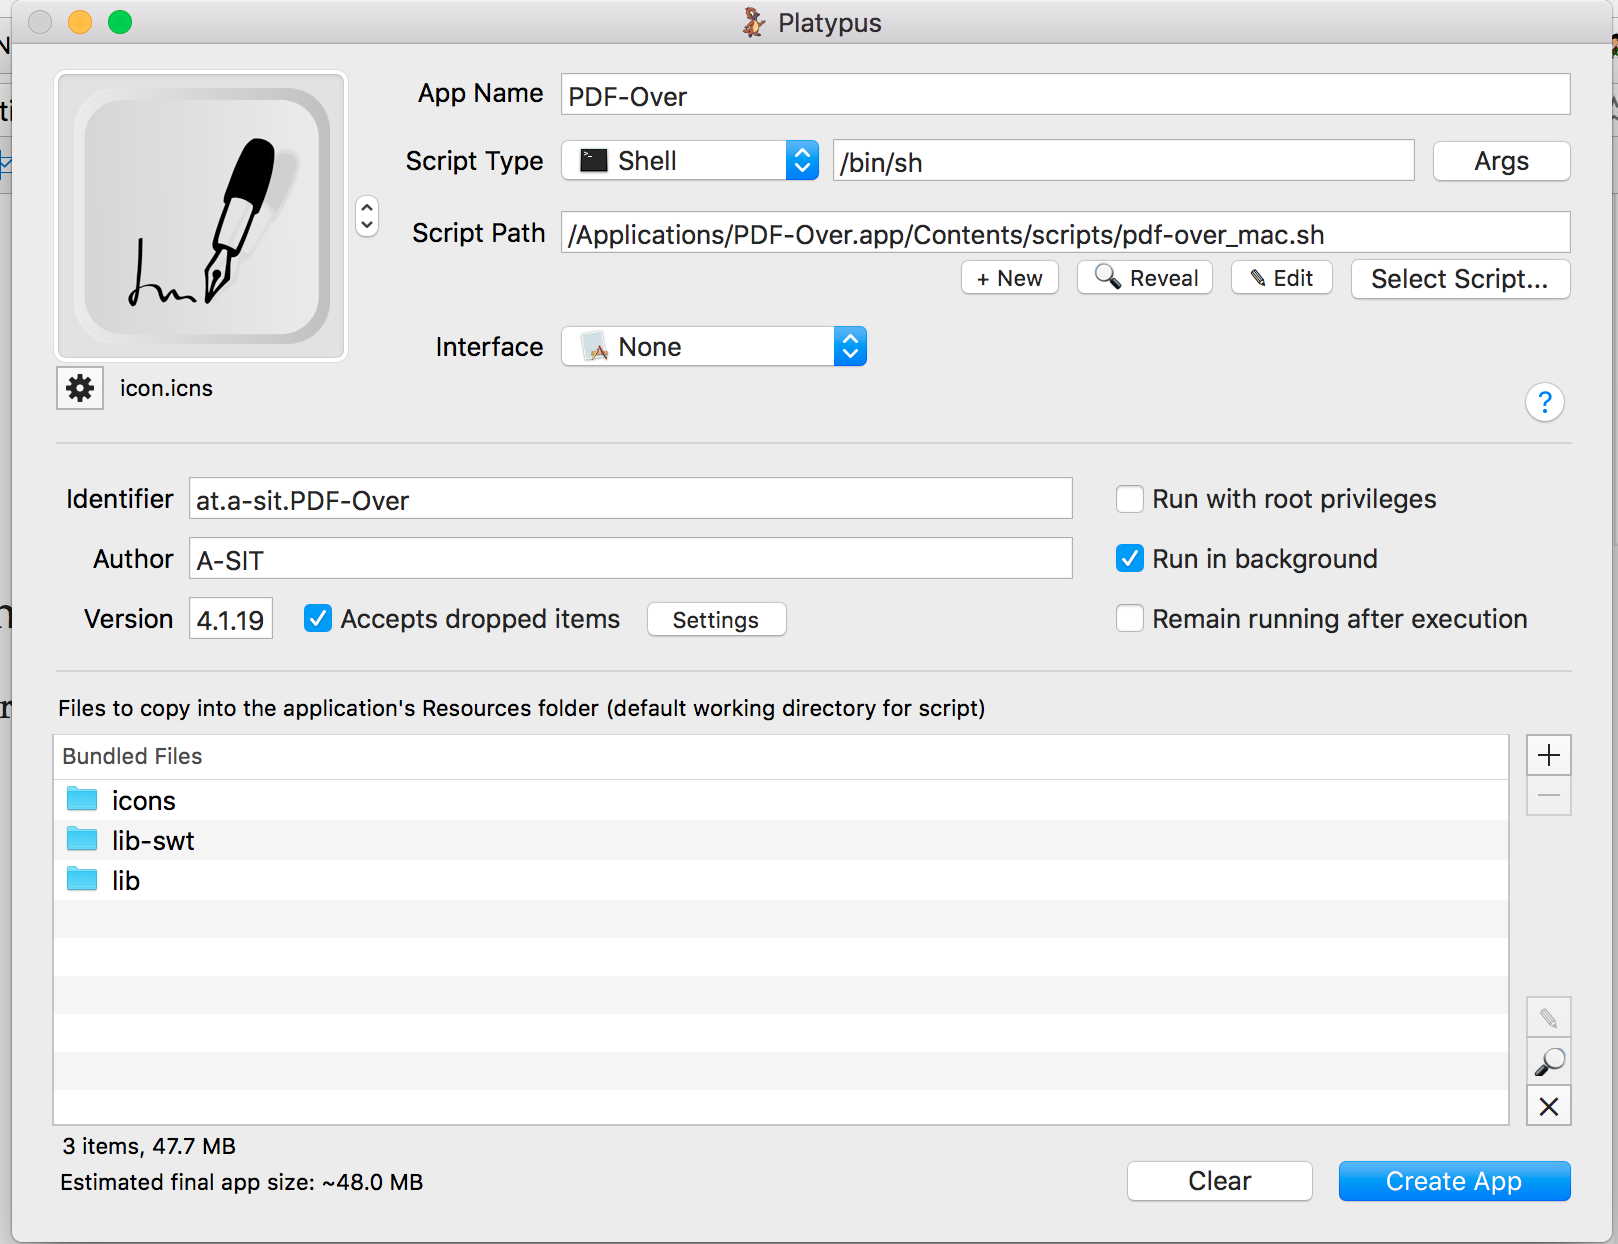 Platypus
App Name PDF-Over
Script Type Shell /bin/sh Args
Script Path /Applications/PDF-Over.app/Contents/scripts/pdf-over_mac.sh
+ New Reveal Edit Select Script...
Interface None
icon.icns
?
Identifier at.a-sit.PDF-Over Run with root privileges
Author A-SIT Run in background
Version 4.1.19 Accepts dropped items Settings Remain running after execution
Files to copy into the application's Resources folder (default working directory for script)
Bundled Files
icons
lib-swt
lib
3 items, 47.7 MB
Estimated final app size: ~48.0 MB
Clear Create App